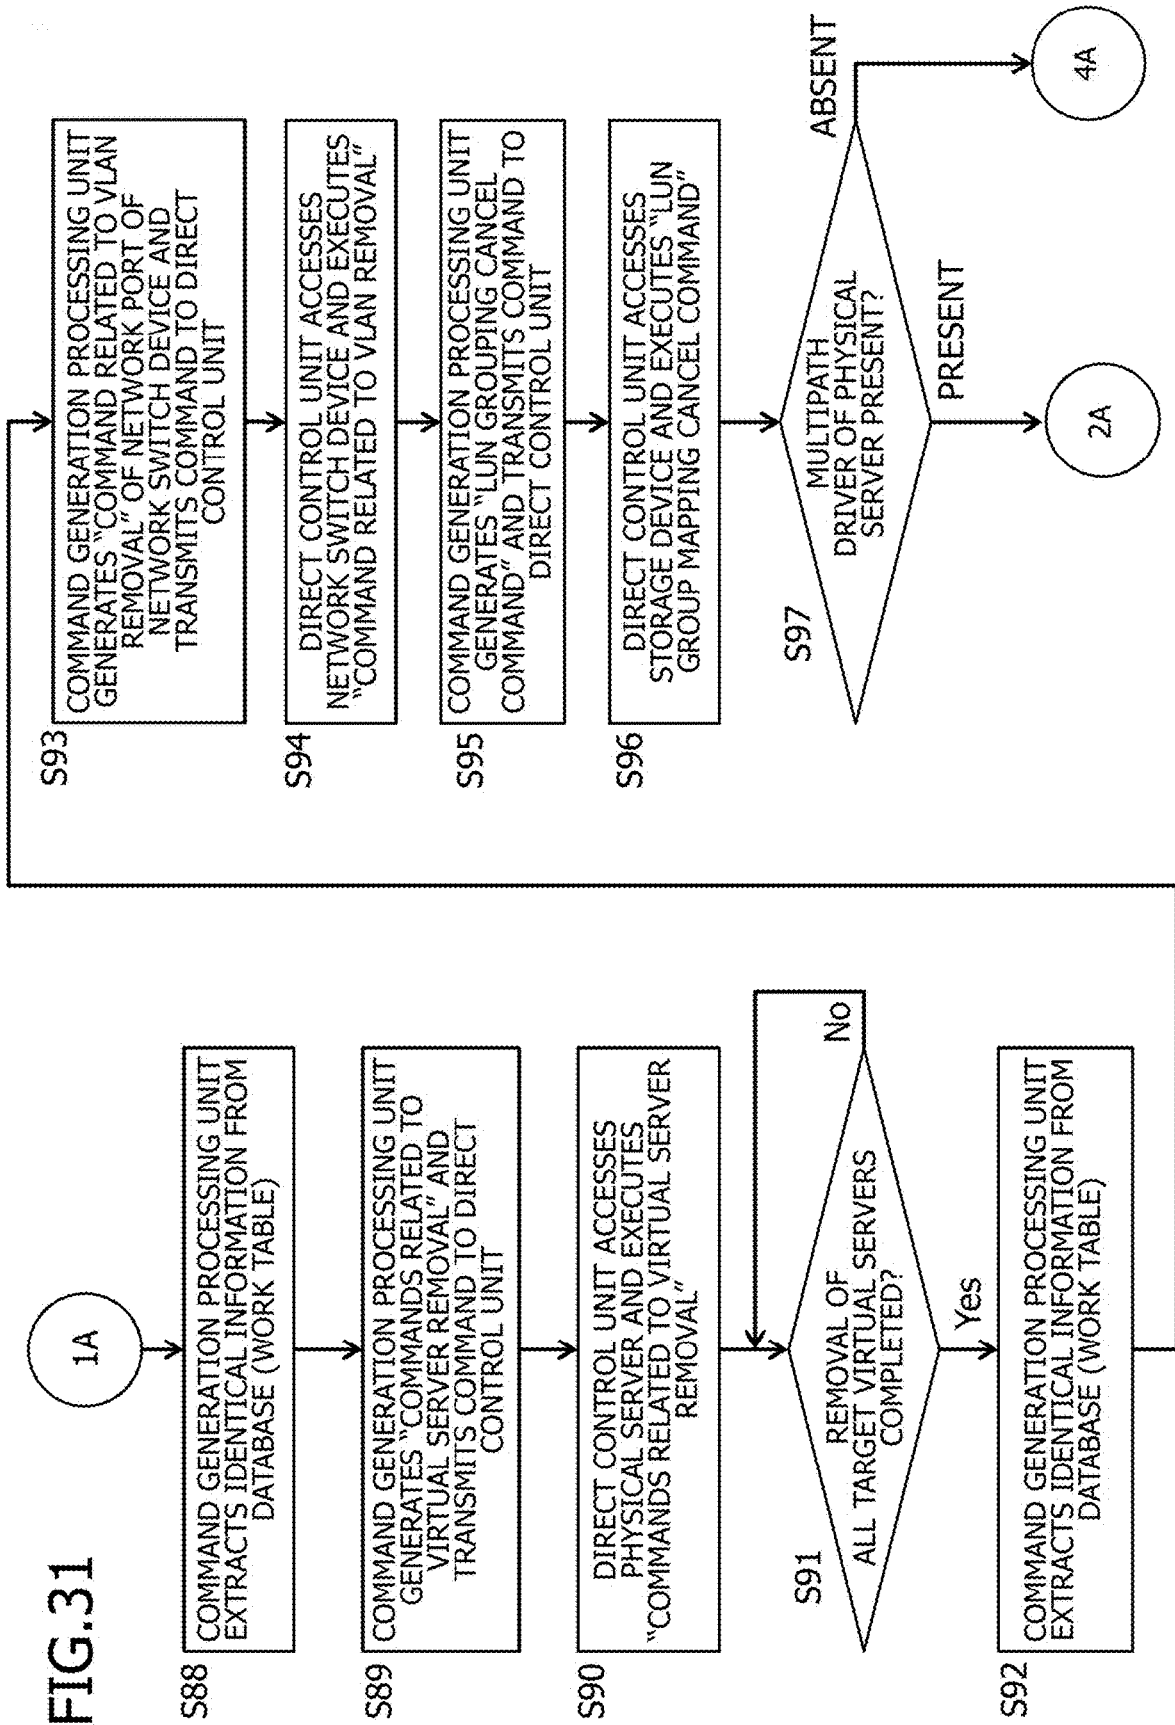 FIG.31
1A
S88
COMMAND GENERATION PROCESSING UNIT
EXTRACTS IDENTICAL INFORMATION FROM
DATABASE (WORK TABLE)
S89
COMMAND GENERATION PROCESSING UNIT
GENERATES "COMMANDS RELATED TO
VIRTUAL SERVER REMOVAL" AND
TRANSMITS COMMAND TO DIRECT
CONTROL UNIT
S90
DIRECT CONTROL UNIT ACCESSES
PHYSICAL SERVER AND EXECUTES
"COMMANDS RELATED TO VIRTUAL SERVER
REMOVAL"
S91
REMOVAL OF
ALL TARGET VIRTUAL SERVERS
COMPLETED?
No
Yes
S92
COMMAND GENERATION PROCESSING UNIT
EXTRACTS IDENTICAL INFORMATION FROM
DATABASE (WORK TABLE)
S93
COMMAND GENERATION PROCESSING UNIT
GENERATES "COMMAND RELATED TO VLAN
REMOVAL" OF NETWORK PORT OF
NETWORK SWITCH DEVICE AND
TRANSMITS COMMAND TO DIRECT
CONTROL UNIT
S94
DIRECT CONTROL UNIT ACCESSES
NETWORK SWITCH DEVICE AND EXECUTES
"COMMAND RELATED TO VLAN REMOVAL"
S95
COMMAND GENERATION PROCESSING UNIT
GENERATES "LUN GROUPING CANCEL
COMMAND" AND TRANSMITS COMMAND TO
DIRECT CONTROL UNIT
S96
DIRECT CONTROL UNIT ACCESSES
STORAGE DEVICE AND EXECUTES "LUN
GROUP MAPPING CANCEL COMMAND"
S97
MULTIPATH
DRIVER OF PHYSICAL
SERVER PRESENT?
ABSENT
4A
PRESENT
2A